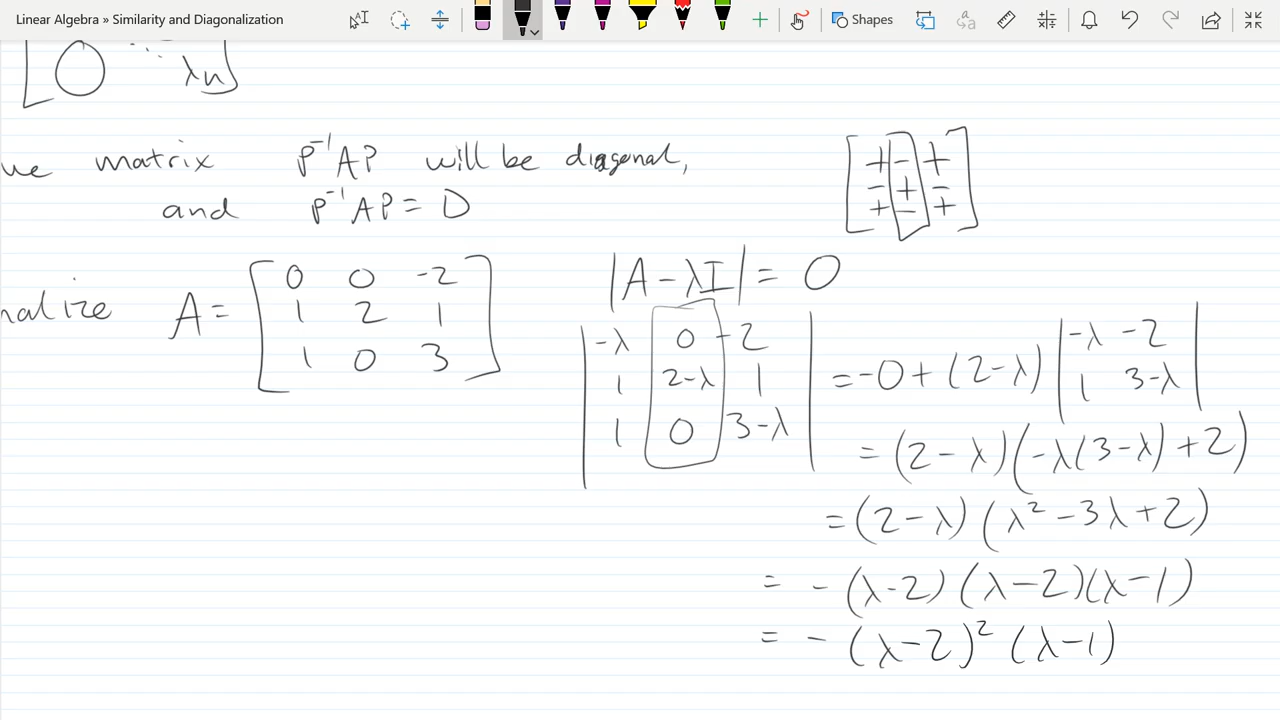 Linear Algebra » Similarity and Diagonalization
Shapes
λn
ue matrix P⁻¹AP will be diagonal,
and P⁻¹AP = D
+ - +
- + -
+ - +
nalize A =
0 0 -2
1 2 1
1 0 3
|A - λI| = 0
-λ 0 -2
1 2-λ 1
1 0 3-λ
= -0 + (2-λ)
-λ -2
1 3-λ
= (2-λ)(-λ(3-λ)+2)
= (2-λ)(λ²-3λ+2)
= -(λ-2)(λ-2)(λ-1)
= -(λ-2)²(λ-1)